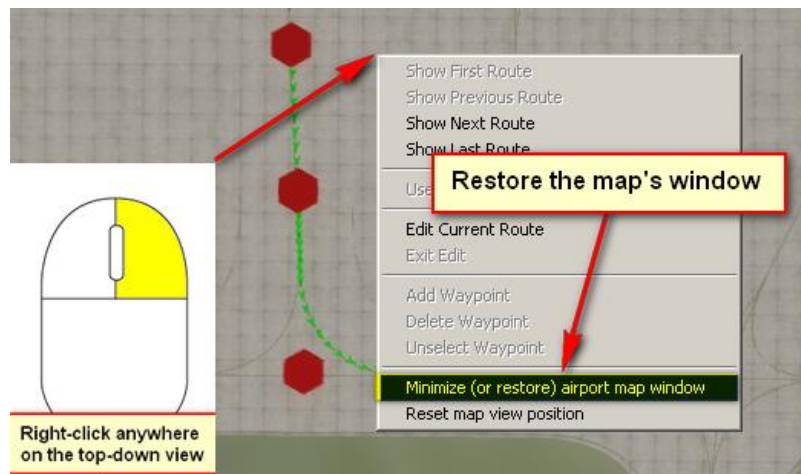 Show First Route
Show Previous Route
Show Next Route
Show Last Route
Restore the map's window
Use
Edit Current Route
Exit Edit
Add Waypoint
Delete Waypoint
Unselect Waypoint
Minimize (or restore) airport map window
Reset map view position
Right-click anywhere
on the top-down view